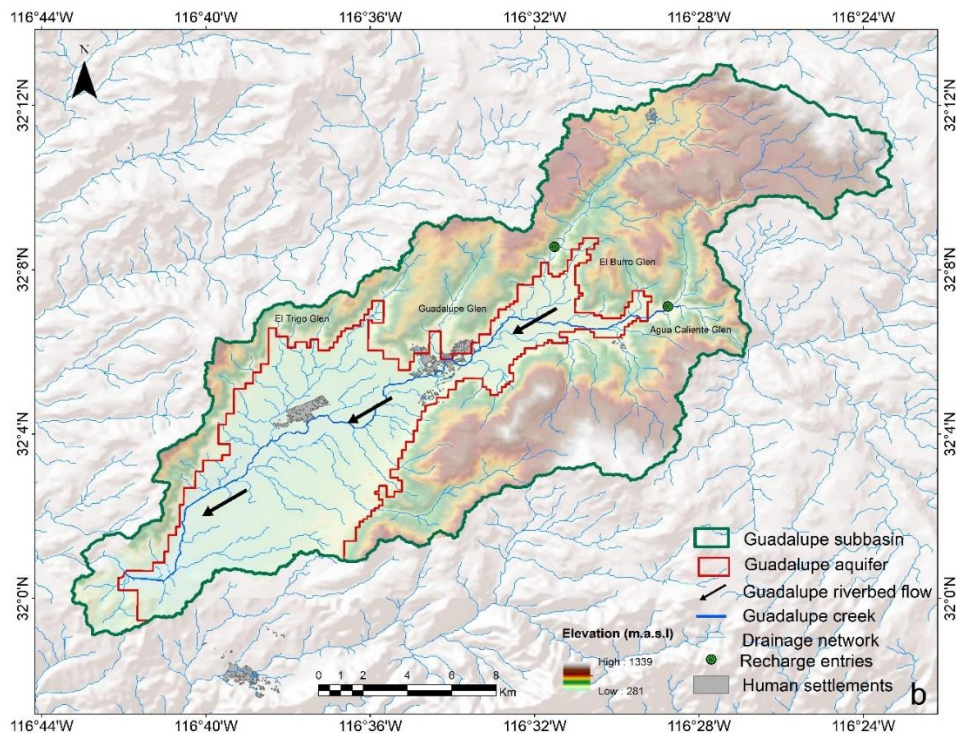 116°44'W 116°40'W 116°36'W 116°32'W 116°28'W 116°24'W
N
32°12'N 32°12'N
32°8'N 32°8'N
El Burro Glen
Guadalupe Glen
El Trigo Glen
Agua Caliente Glen
32°4'N 32°4'N
32°0'N 32°0'N
Guadalupe subbasin
Guadalupe aquifer
Guadalupe riverbed flow
Guadalupe creek
Drainage network
Recharge entries
Human settlements
Elevation (m.a.s.l)
High : 1339
Low : 281
0 1 2 4 6 8
Km
b
116°44'W 116°40'W 116°36'W 116°32'W 116°28'W 116°24'W